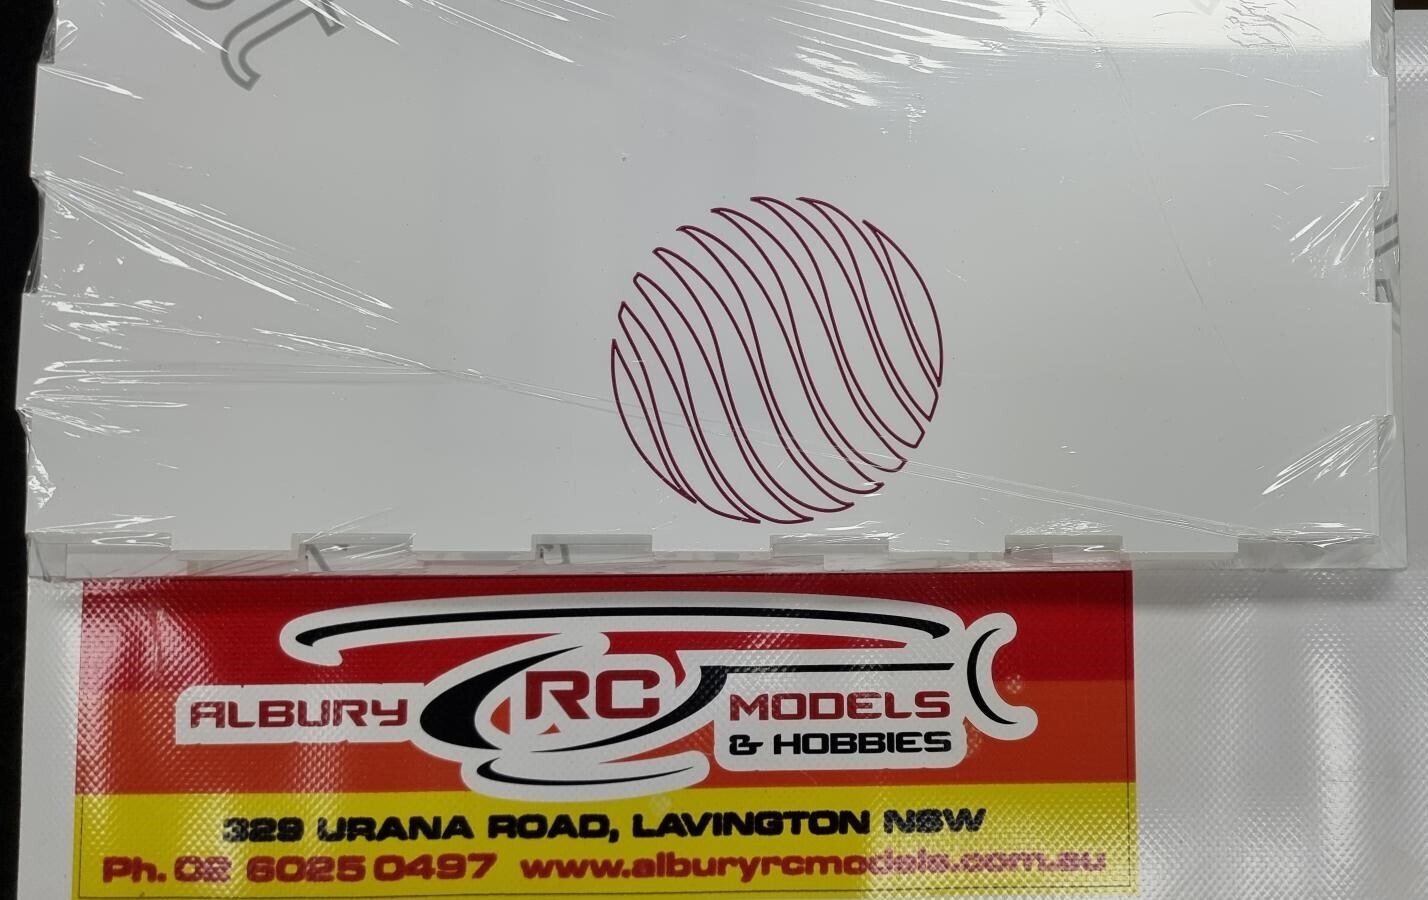 ALBURY RC MODELS
& HOBBIES
329 URANA ROAD, LAVINGTON NSW
Ph. 02 6025 0497 www.alburyrcmodels.com.au